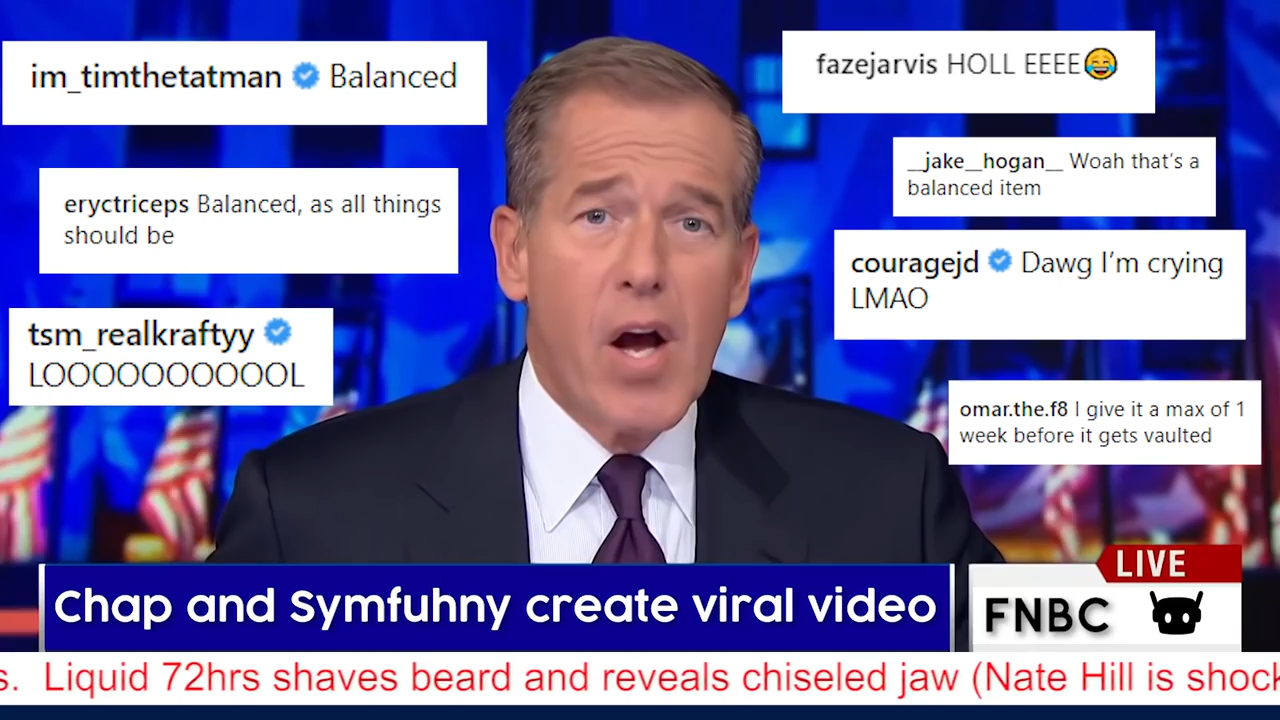 im_timthetatman Balanced
eryctriceps Balanced, as all things
should be
tsm_realkraftyy
LOOOOOOOOOOOL
fazejarvis HOLL EEEE😂
__jake__hogan__ Woah that's a
balanced item
couragejd Dawg I'm crying
LMAO
omar.the.f8 I give it a max of 1
week before it gets vaulted
LIVE
Chap and Symfuhny create viral video
FNBC
s. Liquid 72hrs shaves beard and reveals chiseled jaw (Nate Hill is shock